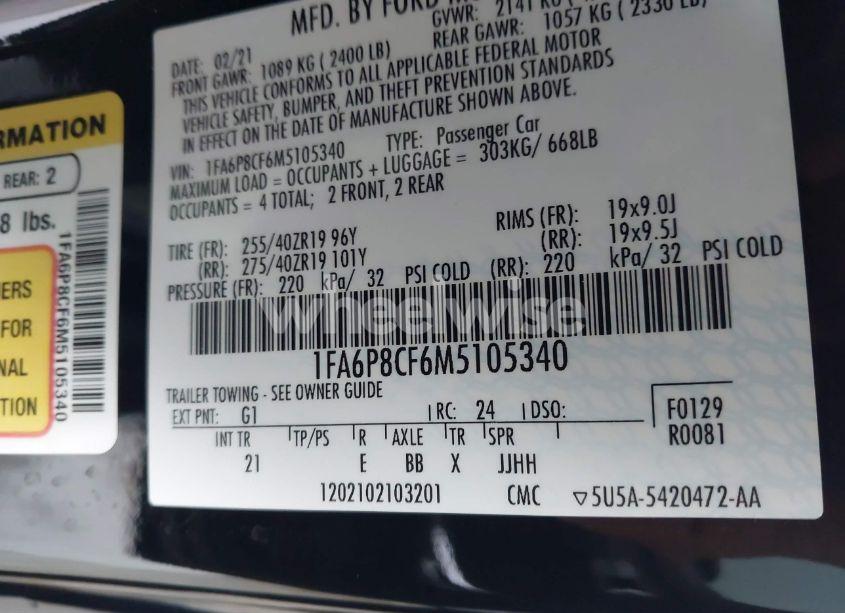 MFD. BY FORD
GVWR: 2141 KG
DATE: 02/21
FRONT GAWR: 1089 KG ( 2400 LB)
REAR GAWR: 1057 KG ( 2330 LB)
THIS VEHICLE CONFORMS TO ALL APPLICABLE FEDERAL MOTOR
VEHICLE SAFETY, BUMPER, AND THEFT PREVENTION STANDARDS
IN EFFECT ON THE DATE OF MANUFACTURE SHOWN ABOVE.
VIN: 1FA6P8CF6M5105340 TYPE: Passenger Car
MAXIMUM LOAD = OCCUPANTS + LUGGAGE = 303KG/ 668LB
OCCUPANTS = 4 TOTAL; 2 FRONT, 2 REAR
TIRE (FR): 255/40ZR19 96Y RIMS (FR): 19x9.0J
(RR): 275/40ZR19 101Y (RR): 19x9.5J
PRESSURE (FR): 220 kPa/ 32 PSI COLD (RR): 220 kPa/ 32 PSI COLD
wheelwise
1FA6P8CF6M5105340
TRAILER TOWING - SEE OWNER GUIDE
EXT PNT: G1 RC: 24 DSO:
F0129
R0081
INT TR TP/PS R AXLE TR SPR
21 E BB X JJHH
1202102103201 CMC ▽5U5A-5420472-AA
RMATION
REAR: 2
8 lbs.
1FA6P8CF6M5105340
ERS
FOR
NAL
TION